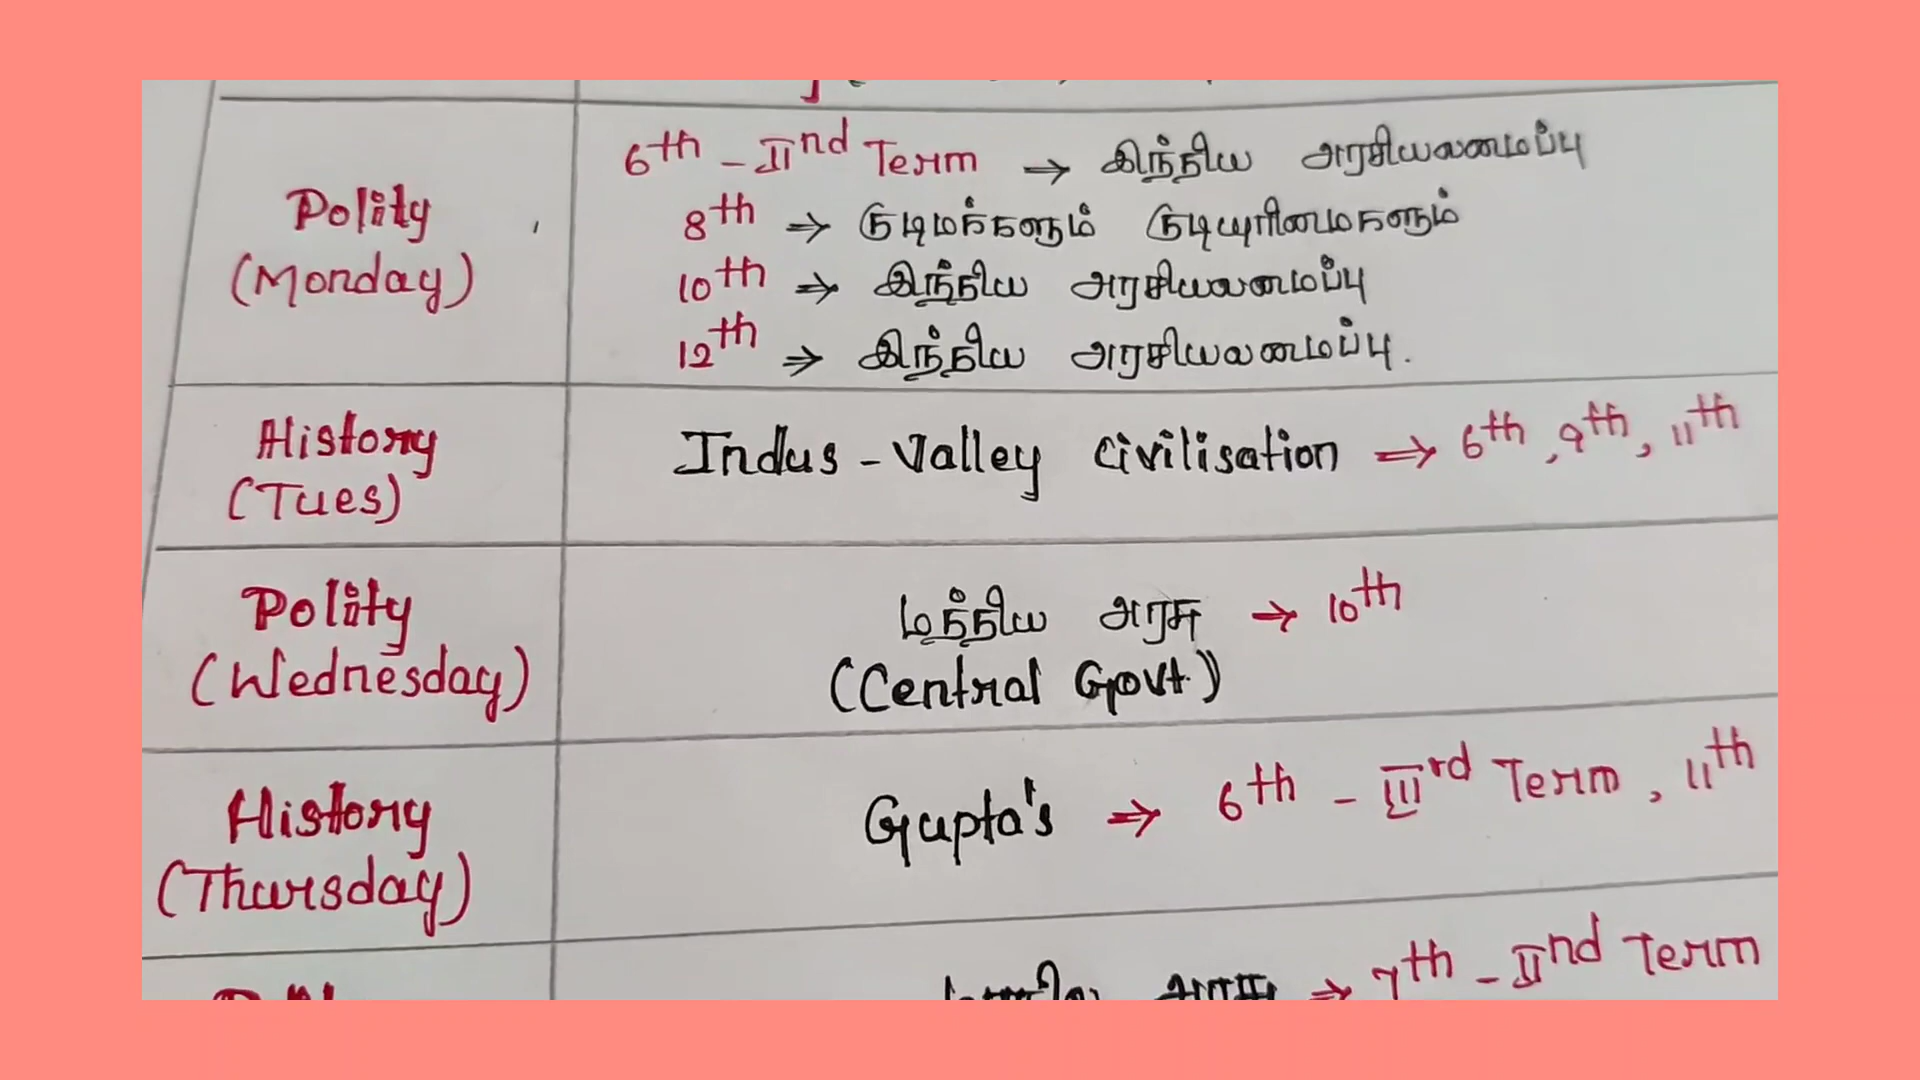 Polity
(Monday)
6th - IInd Term → இந்திய அரசியலமைப்பு
8th → குடிமக்களும் குடியுரிமைகளும்
10th → இந்திய அரசியலமைப்பு
12th → இந்திய அரசியலமைப்பு.
History
(Tues)
Indus - Valley Civilisation → 6th, 9th, 11th
Polity
(Wednesday)
மத்திய அரசு → 10th
(Central Govt)
History
(Thursday)
Gupta's → 6th - IIIrd Term, 11th
அரசு → 7th - IInd Term